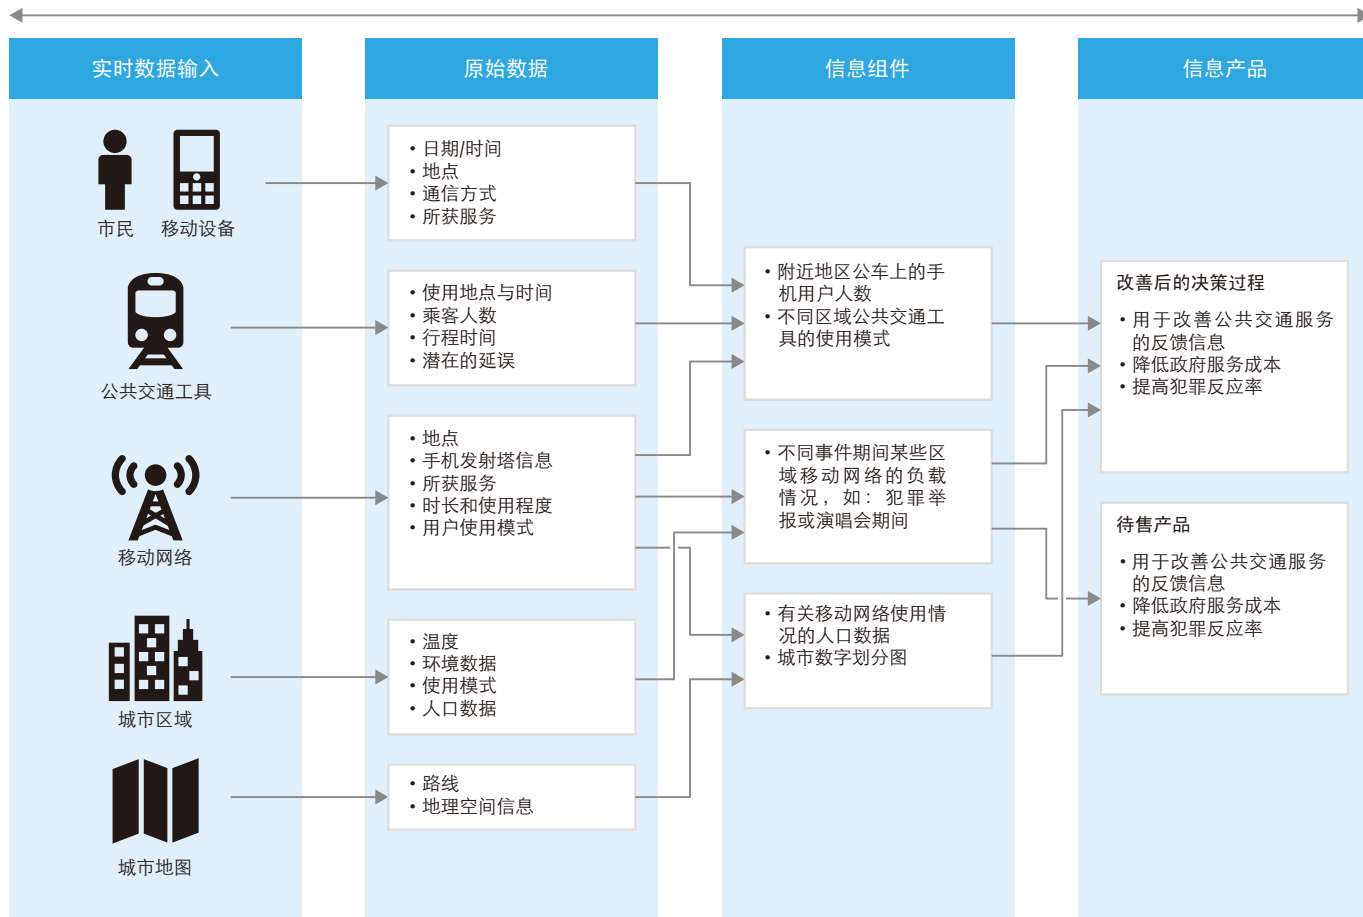 实时数据输入
原始数据
信息组件
信息产品
市民
移动设备
公共交通工具
移动网络
城市区域
城市地图
• 日期/时间
• 地点
• 通信方式
• 所获服务
• 使用地点与时间
• 乘客人数
• 行程时间
• 潜在的延误
• 地点
• 手机发射塔信息
• 所获服务
• 时长和使用程度
• 用户使用模式
• 温度
• 环境数据
• 使用模式
• 人口数据
• 路线
• 地理空间信息
• 附近地区公车上的手
机用户人数
• 不同区域公共交通工
具的使用模式
• 不同事件期间某些区
域移动网络的负载
情况，如：犯罪举
报或演唱会期间
• 有关移动网络使用情
况的人口数据
• 城市数字划分图
改善后的决策过程
• 用于改善公共交通服务
的反馈信息
• 降低政府服务成本
• 提高犯罪反应率
待售产品
• 用于改善公共交通服务
的反馈信息
• 降低政府服务成本
• 提高犯罪反应率